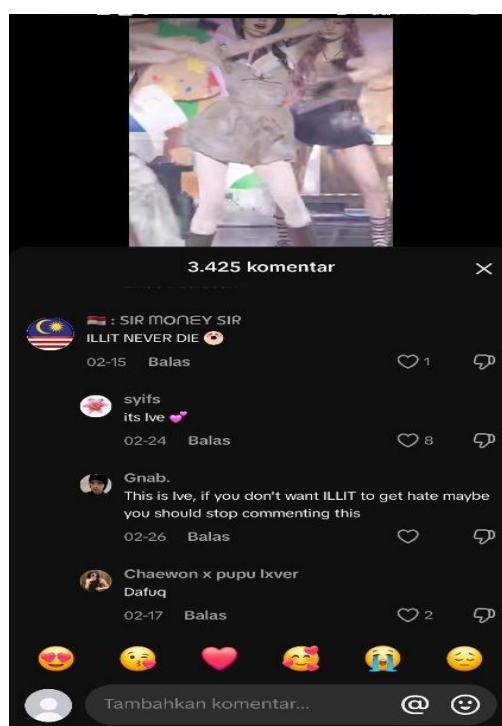 3.425 komentar
: SIR MONEY SIR
ILLIT NEVER DIE
02-15 Balas 1
syifs
its Ive
02-24 Balas 8
Gnab.
This is Ive, if you don't want ILLIT to get hate maybe
you should stop commenting this
02-26 Balas
Chaewon x pupu Ixver
Dafuq
02-17 Balas 2
Tambahkan komentar...